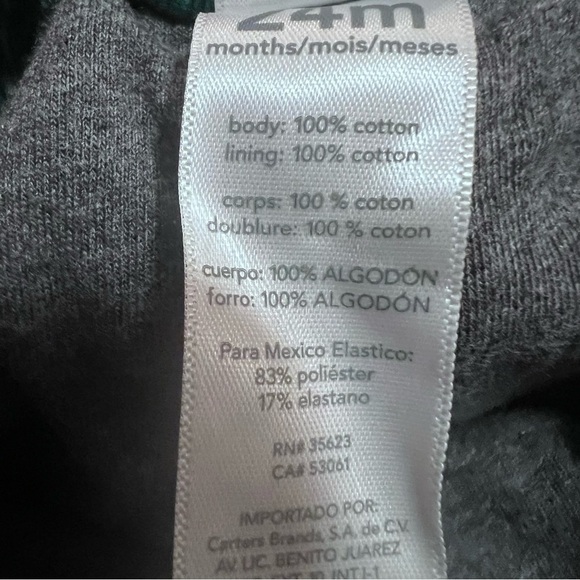 24m
months/mois/meses
body: 100% cotton
lining: 100% cotton
corps: 100 % coton
doublure: 100 % coton
cuerpo: 100% ALGODÓN
forro: 100% ALGODÓN
Para Mexico Elastico:
83% poliéster
17% elastano
RN# 35623
CA# 53061
IMPORTADO POR:
Carters Brands, S.A. de C.V.
AV. LIC. BENITO JUAREZ
INT I-1